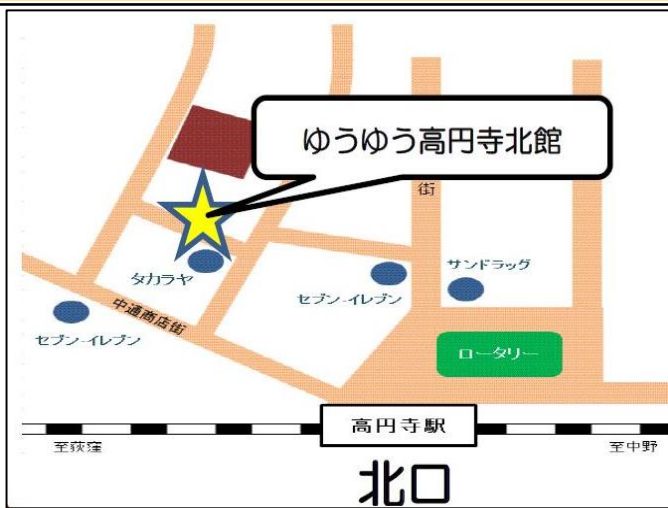 ゆうゆう高円寺北館
街
サンドラッグ
タカラヤ
セブン-イレブン
中通商店街
セブン-イレブン
ロータリー
高円寺駅
至荻窪
至中野
北口